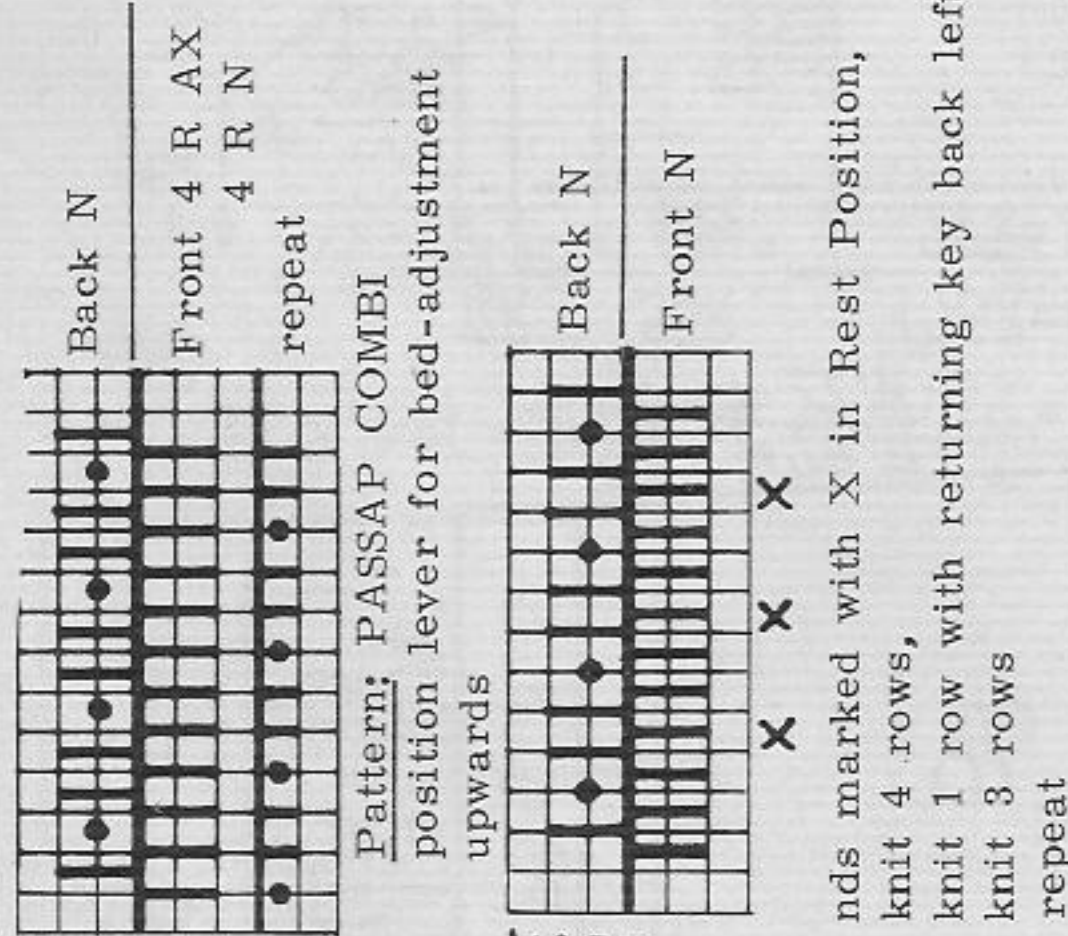 Back N
Front 4 R AX
4 R N
repeat
Pattern: PASSAP COMBI
position lever for bed-adjustment
upwards
Back N
Front N
X X X
nds marked with X in Rest Position,
knit 4 rows,
knit 1 row with returning key back left
knit 3 rows
repeat